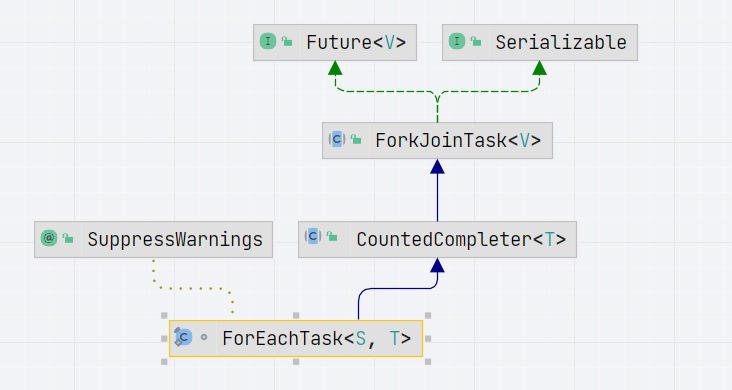 Future<V>
Serializable
ForkJoinTask<V>
SuppressWarnings
CountedCompleter<T>
ForEachTask<S, T>